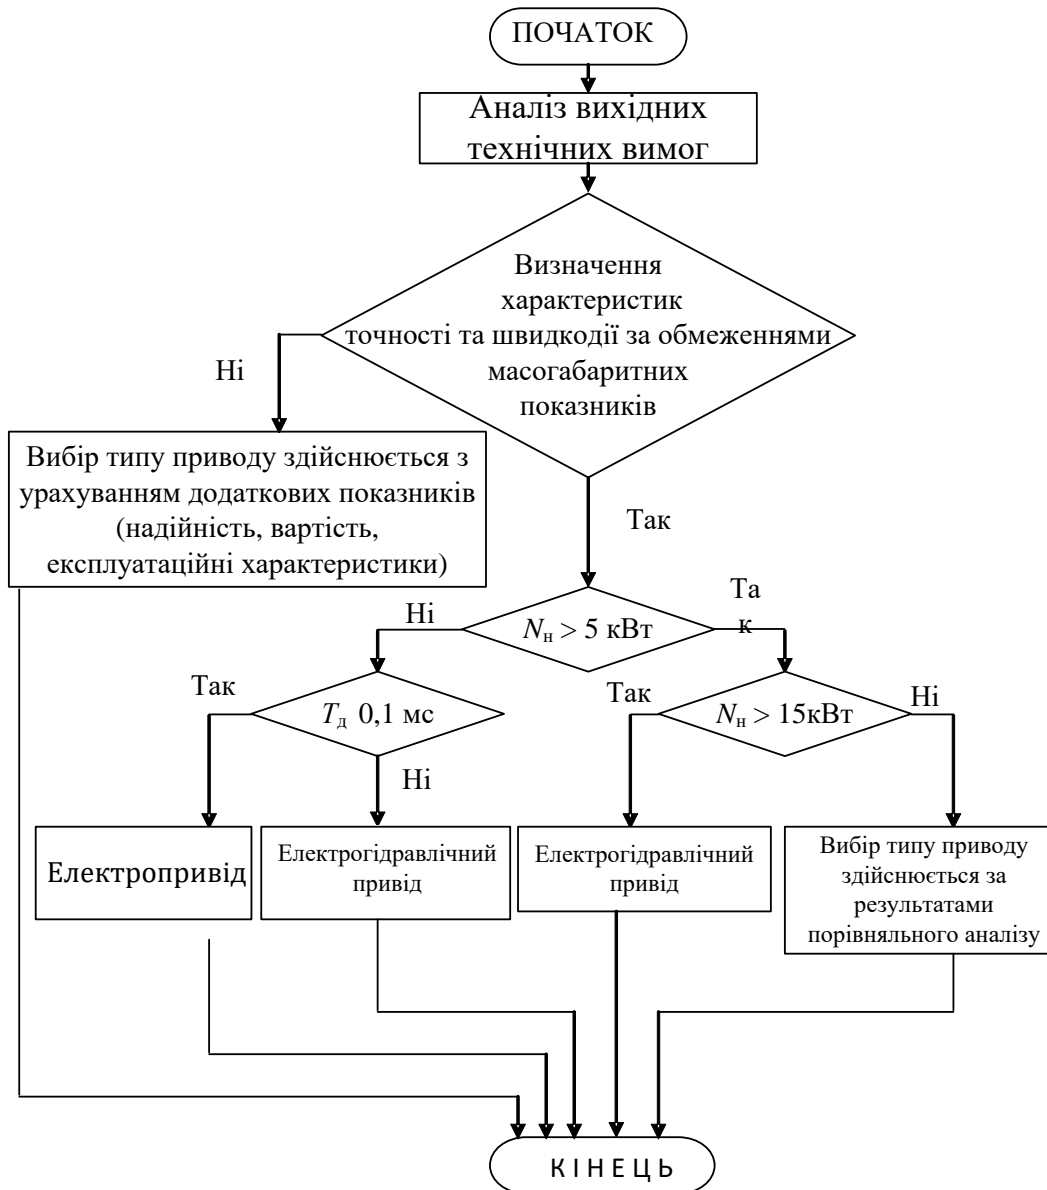 ПОЧАТОК
Аналіз вихідних
технічних вимог
Визначення
характеристик
точності та швидкодії за обмеженнями
масогабаритних
показників
Ні
Вибір типу приводу здійснюється з
урахуванням додаткових показників
(надійність, вартість,
експлуатаційні характеристики)
Так
Ні
Nн > 5 кВт
Та
к
Так
Tд 0,1 мс
Ні
Так
Nн > 15кВт
Ні
Електропривід
Електрогідравлічний
привід
Електрогідравлічний
привід
Вибір типу приводу
здійснюється за
результатами
порівняльного аналізу
К І Н Е Ц Ь